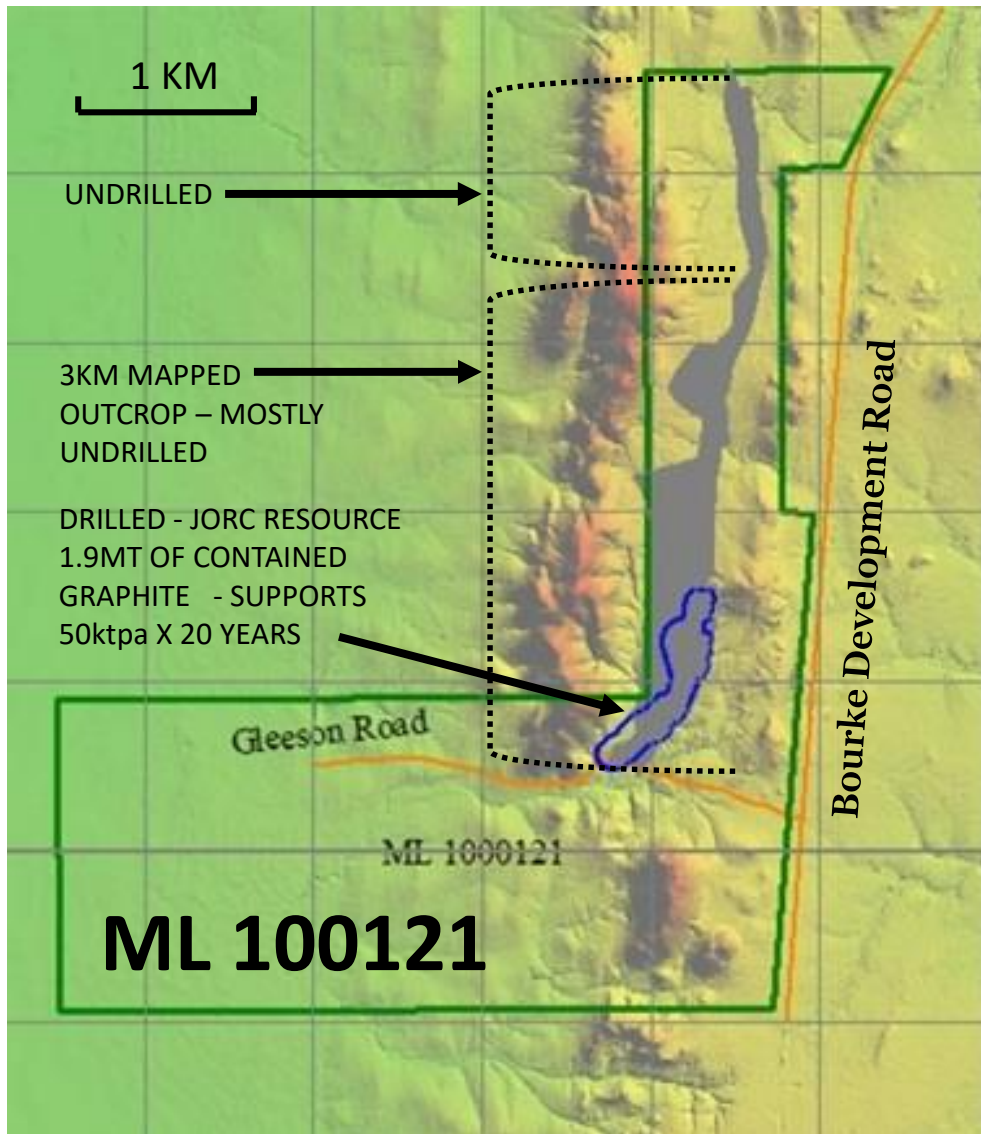 1 KM
UNDRILLED
3KM MAPPED
OUTCROP – MOSTLY
UNDRILLED
DRILLED - JORC RESOURCE
1.9MT OF CONTAINED
GRAPHITE - SUPPORTS
50ktpa X 20 YEARS
Bourke Development Road
Gleeson Road
ML 1000121
ML 100121